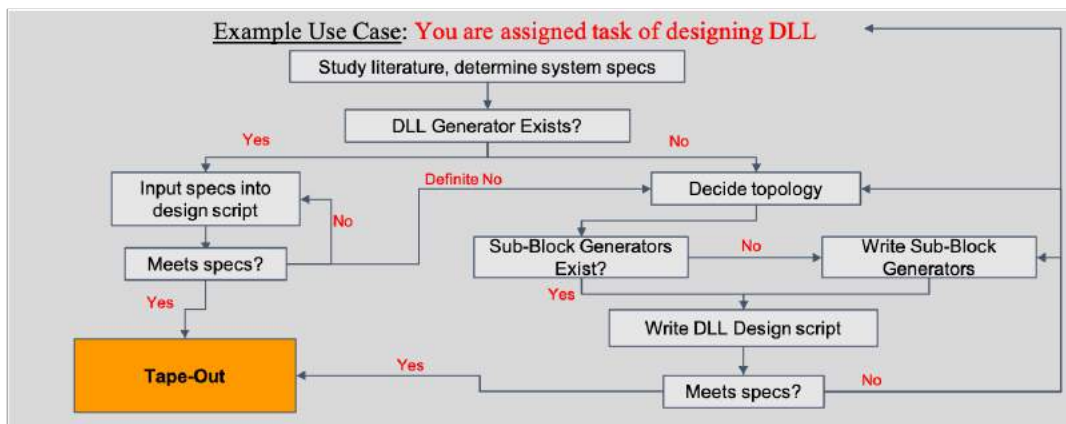 Example Use Case: You are assigned task of designing DLL
Study literature, determine system specs
DLL Generator Exists?
Yes
No
Input specs into
design script
No
Definite No
Decide topology
Meets specs?
Sub-Block Generators
Exist?
No
Write Sub-Block
Generators
Yes
Yes
Write DLL Design script
Tape-Out
Yes
Meets specs?
No